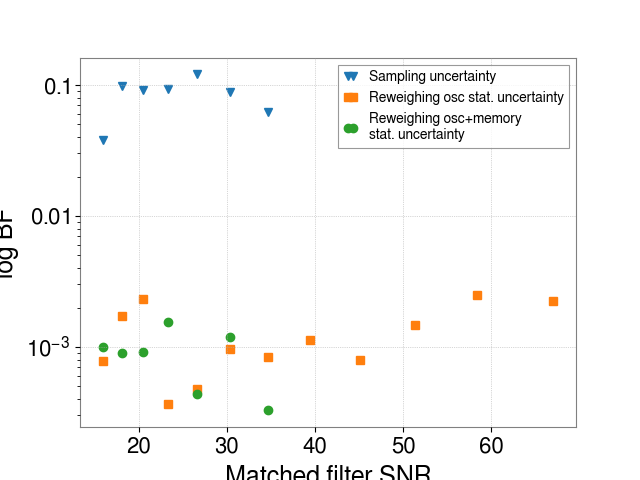 Sampling uncertainty
Reweighing osc stat. uncertainty
Reweighing osc+memory
stat. uncertainty
0.1
0.01
10⁻³
log BF
20 30 40 50 60
Matched filter SNR